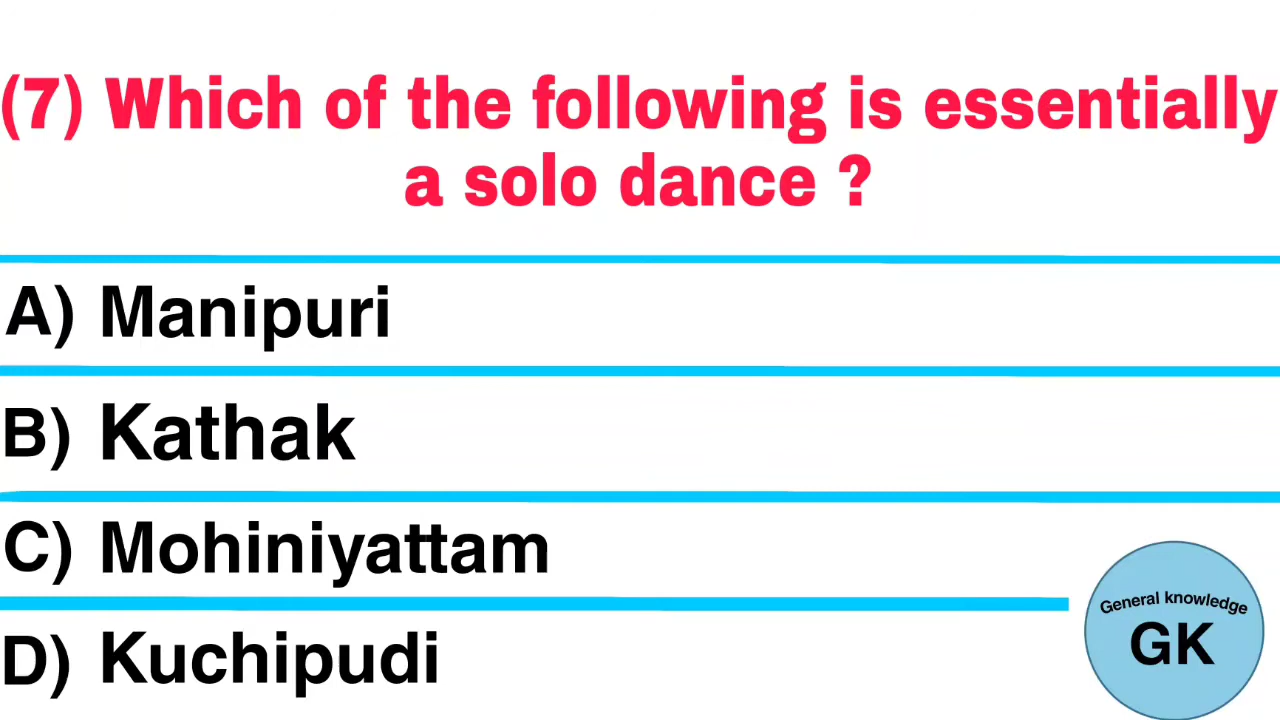 (7) Which of the following is essentially
a solo dance ?
A) Manipuri
B) Kathak
C) Mohiniyattam
D) Kuchipudi
General knowledge
GK